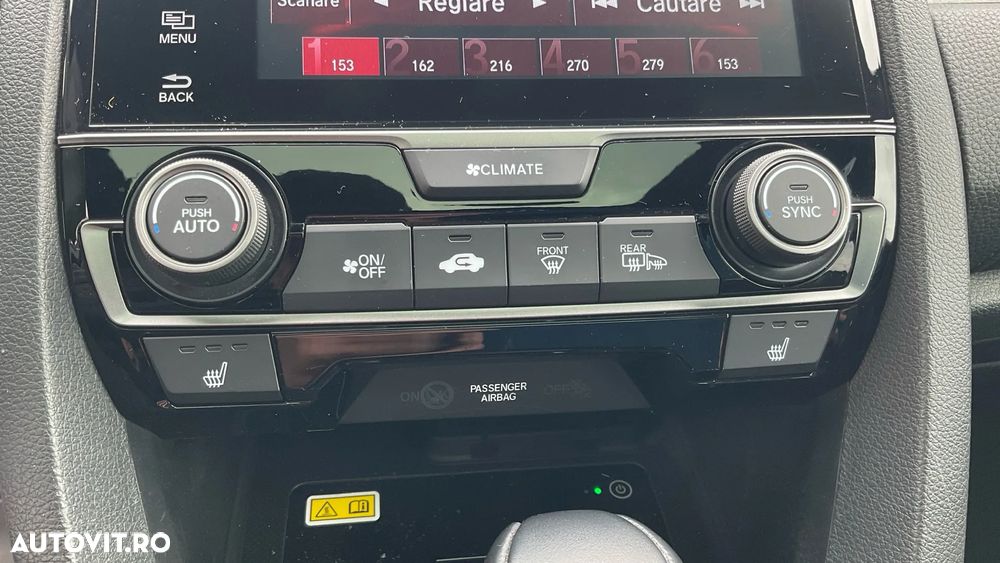 Scanare
Reglare
Căutare
MENU
1 153
2 162
3 216
4 270
5 279
6 153
BACK
CLIMATE
PUSH
AUTO
PUSH
SYNC
ON/
OFF
FRONT
REAR
ON
PASSENGER
AIRBAG
OFF
AUTOVIT.RO